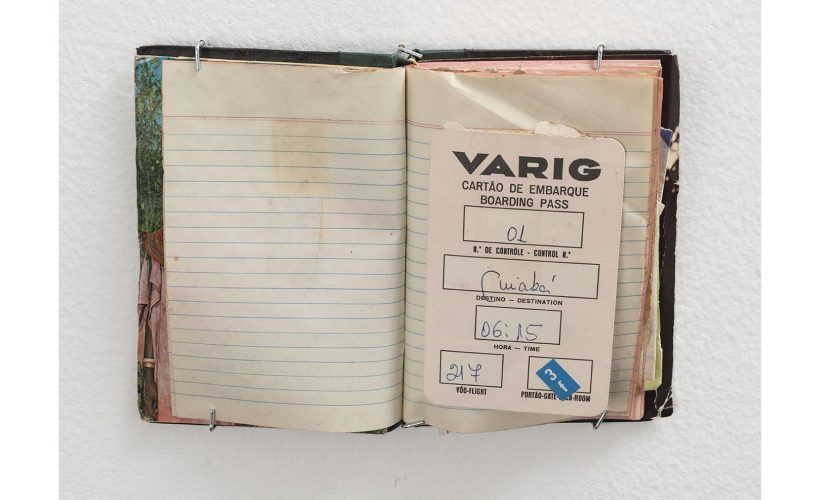 VARIG
CARTÃO DE EMBARQUE
BOARDING PASS
01
N.º DE CONTRÔLE - CONTROL N.º
Cuiabá
DESTINO — DESTINATION
06:15
HORA — TIME
217
VÔO-FLIGHT
3
PORTÃO-GATE
-ROOM